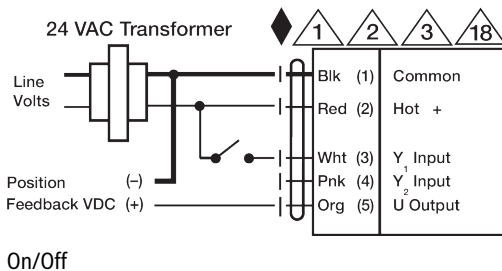 24 VAC Transformer
1 2 3 18
Line
Volts
Blk (1) Common
Red (2) Hot +
Wht (3) Y1 Input
Pnk (4) Y2 Input
Org (5) U Output
Position (–)
Feedback VDC (+)
On/Off